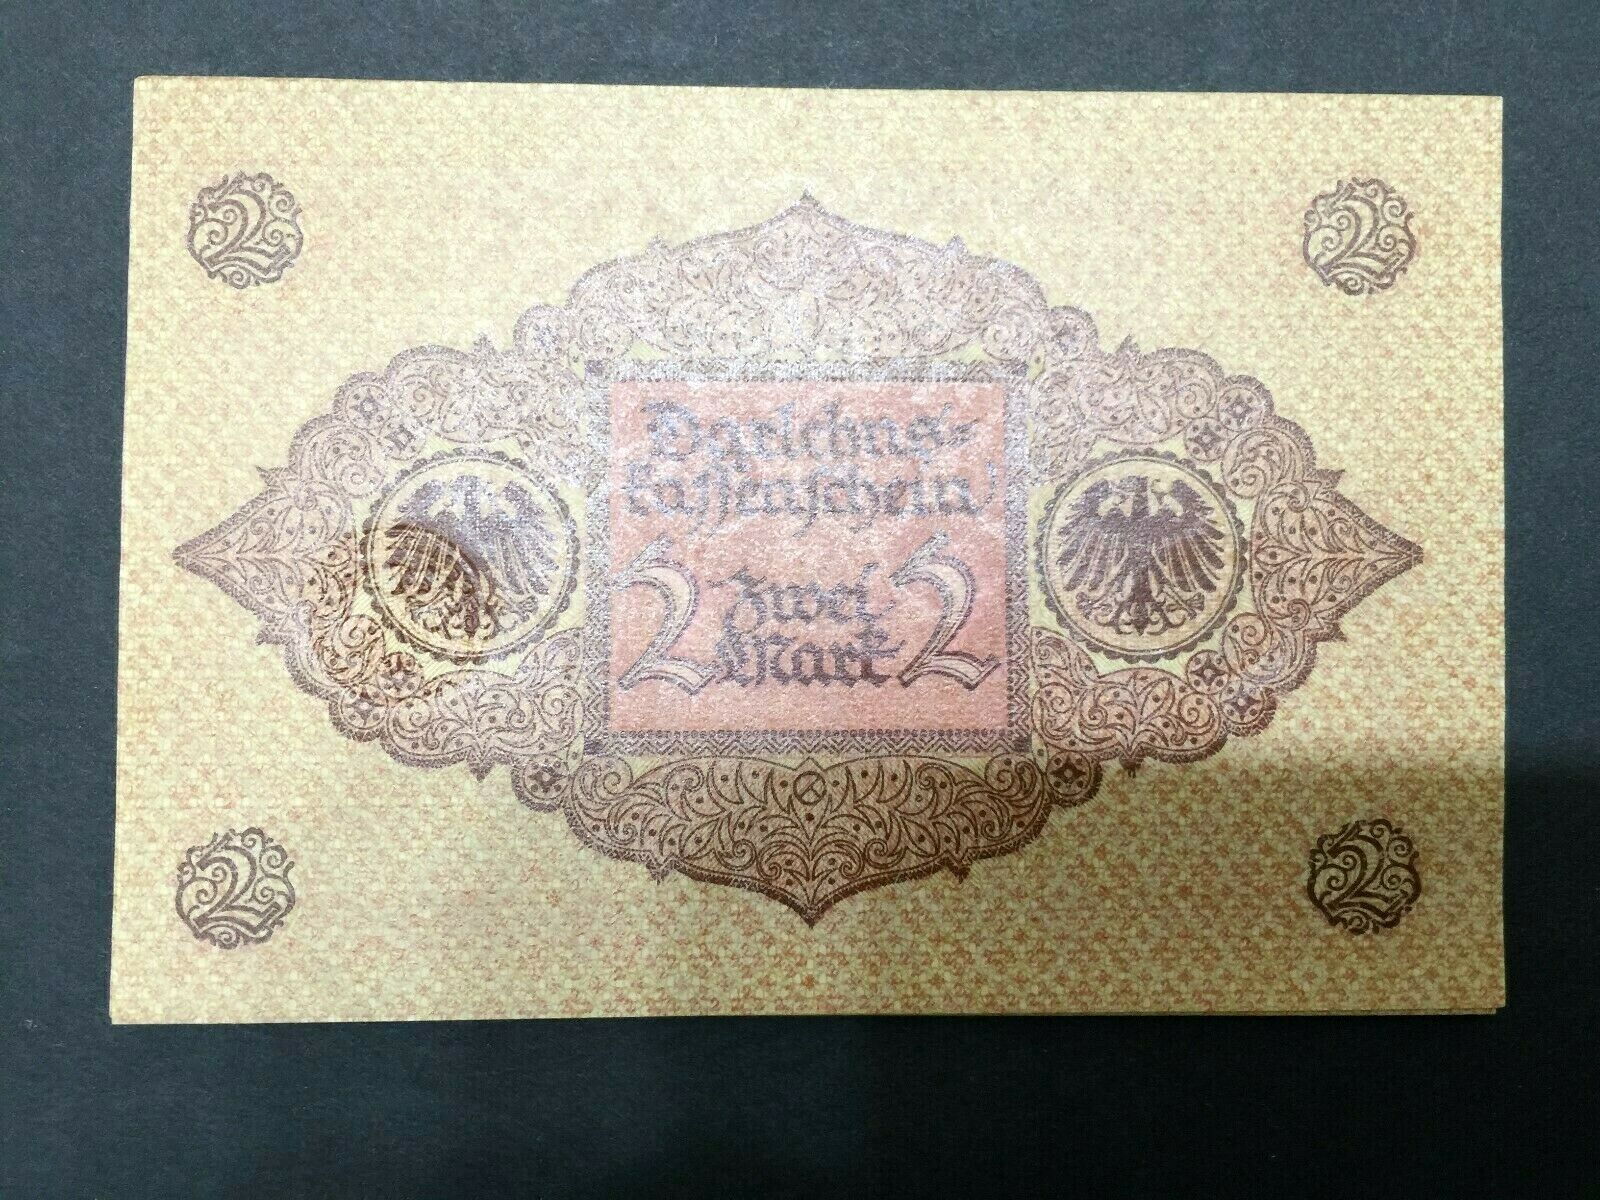 2 2
Darlehns-
kassenschein
2 Zwei 2
Mark
2 2